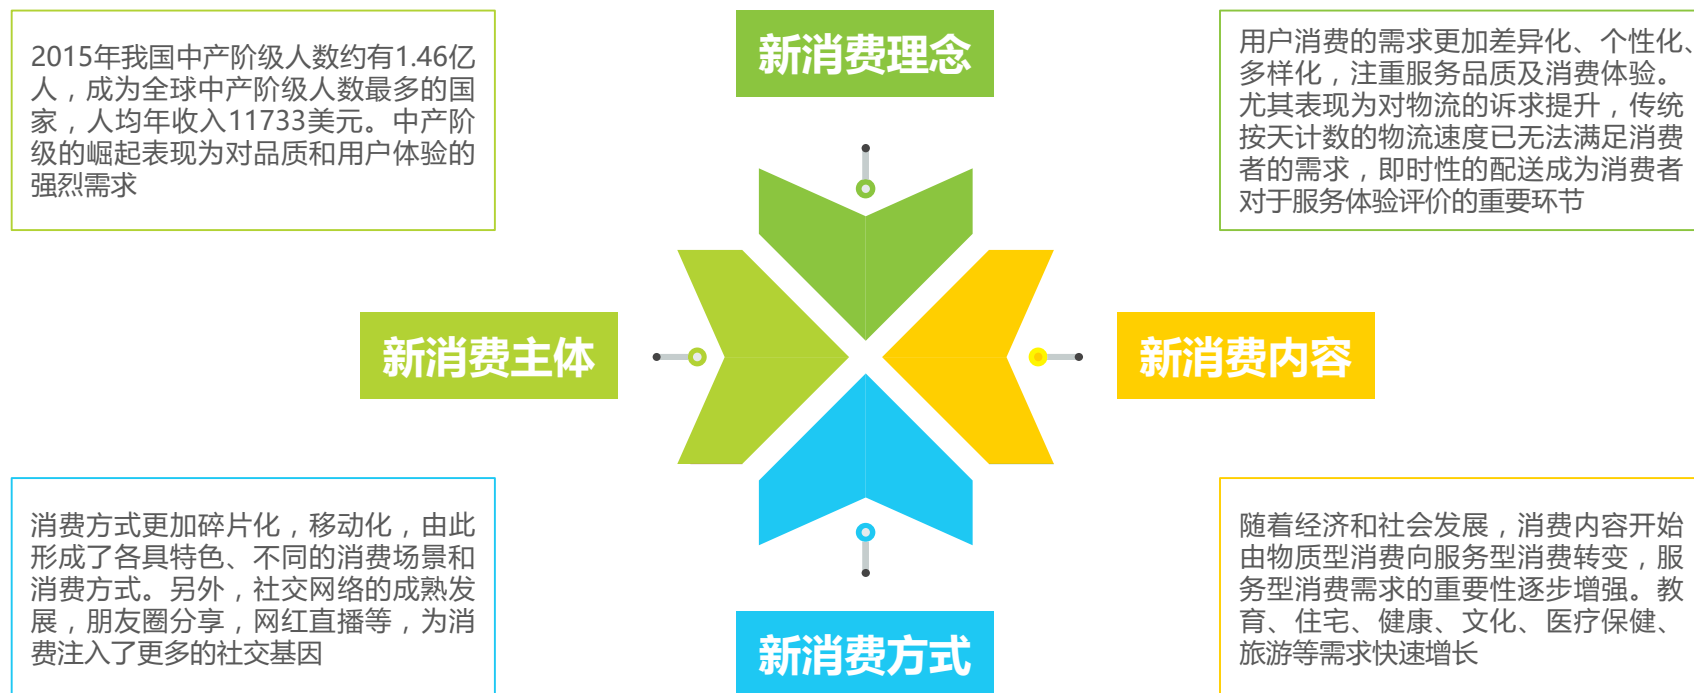 新消费理念
2015年我国中产阶级人数约有1.46亿
人，成为全球中产阶级人数最多的国
家，人均年收入11733美元。中产阶
级的崛起表现为对品质和用户体验的
强烈需求
用户消费的需求更加差异化、个性化、
多样化，注重服务品质及消费体验。
尤其表现为对物流的诉求提升，传统
按天计数的物流速度已无法满足消费
者的需求，即时性的配送成为消费者
对于服务体验评价的重要环节
新消费主体
新消费内容
消费方式更加碎片化，移动化，由此
形成了各具特色、不同的消费场景和
消费方式。另外，社交网络的成熟发
展，朋友圈分享，网红直播等，为消
费注入了更多的社交基因
随着经济和社会发展，消费内容开始
由物质型消费向服务型消费转变，服
务型消费需求的重要性逐步增强。教
育、住宅、健康、文化、医疗保健、
旅游等需求快速增长
新消费方式